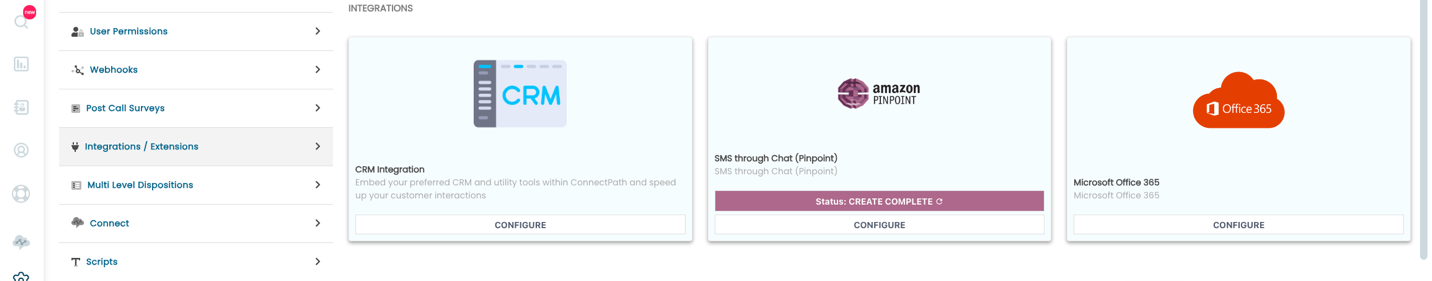 new
INTEGRATIONS
User Permissions
Webhooks
Post Call Surveys
Integrations / Extensions
Multi Level Dispositions
Connect
Scripts
CRM
CRM Integration
Embed your preferred CRM and utility tools within ConnectPath and speed
up your customer interactions
CONFIGURE
amazon
PINPOINT
SMS through Chat (Pinpoint)
SMS through Chat (Pinpoint)
Status: CREATE COMPLETE
CONFIGURE
Office 365
Microsoft Office 365
Microsoft Office 365
CONFIGURE